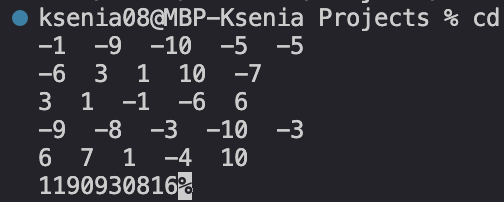 ksenia08@MBP-Ksenia Projects % cd
-1 -9 -10 -5 -5
-6 3 1 10 -7
3 1 -1 -6 6
-9 -8 -3 -10 -3
6 7 1 -4 10
1190930816%